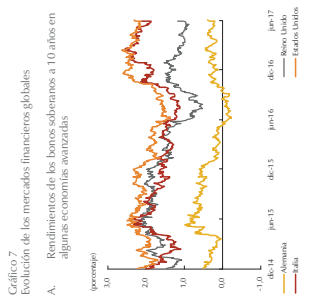 Gráfico 7
Evolución de los mercados financieros globales
A. Rendimientos de los bonos soberanos a 10 años en
algunas economías avanzadas
(porcentaje)
3,0
2,0
1,0
0,0
-1,0
dic-14
jun-15
dic-15
jun-16
dic-16
jun-17
Alemania
Reino Unido
Italia
Estados Unidos